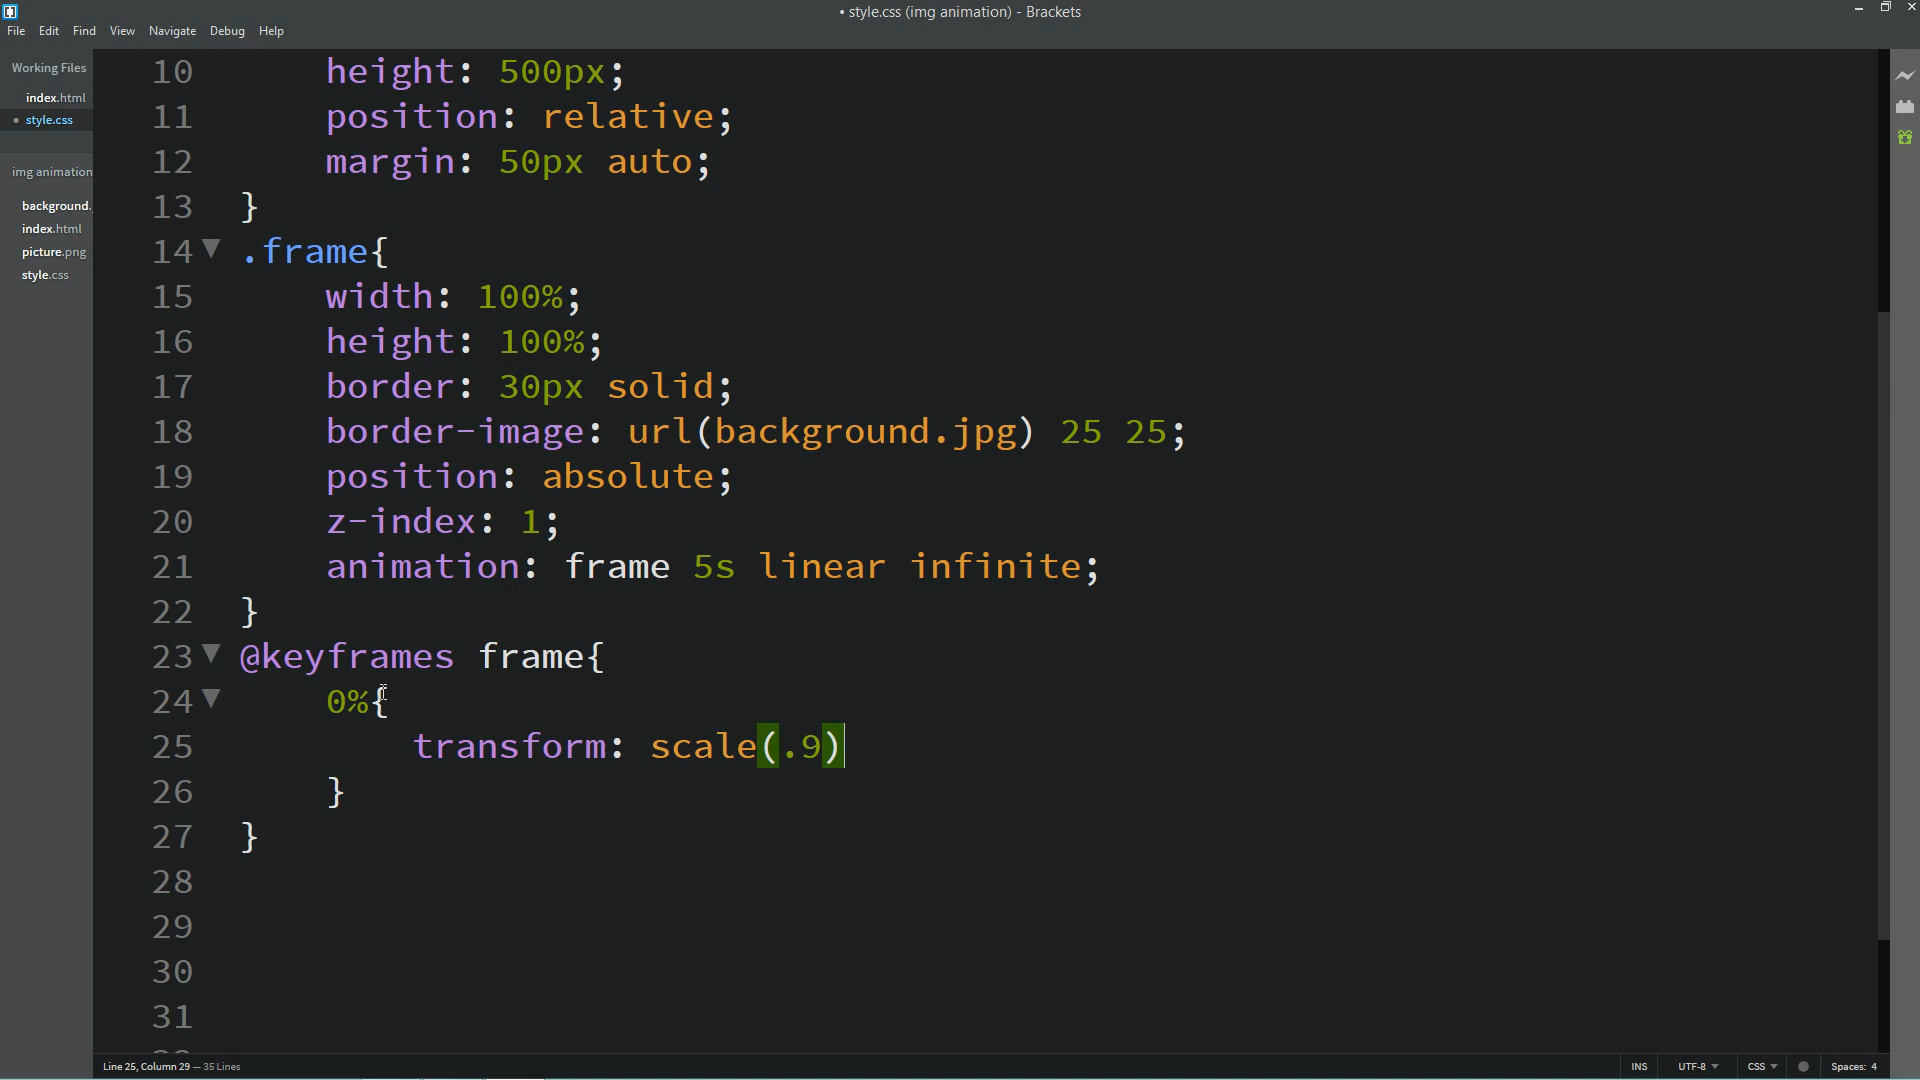 • style.css (img animation) - Brackets
File Edit Find View Navigate Debug Help
Working Files
index.html
• style.css
img animation
background.
index.html
picture.png
style.css
10 height: 500px;
11 position: relative;
12 margin: 50px auto;
13 }
14 .frame{
15 width: 100%;
16 height: 100%;
17 border: 30px solid;
18 border-image: url(background.jpg) 25 25;
19 position: absolute;
20 z-index: 1;
21 animation: frame 5s linear infinite;
22 }
23 @keyframes frame{
24 0%{
25 transform: scale(.9)
26 }
27 }
28
29
30
31
Line 25, Column 29 — 35 Lines
INS UTF-8 CSS Spaces: 4